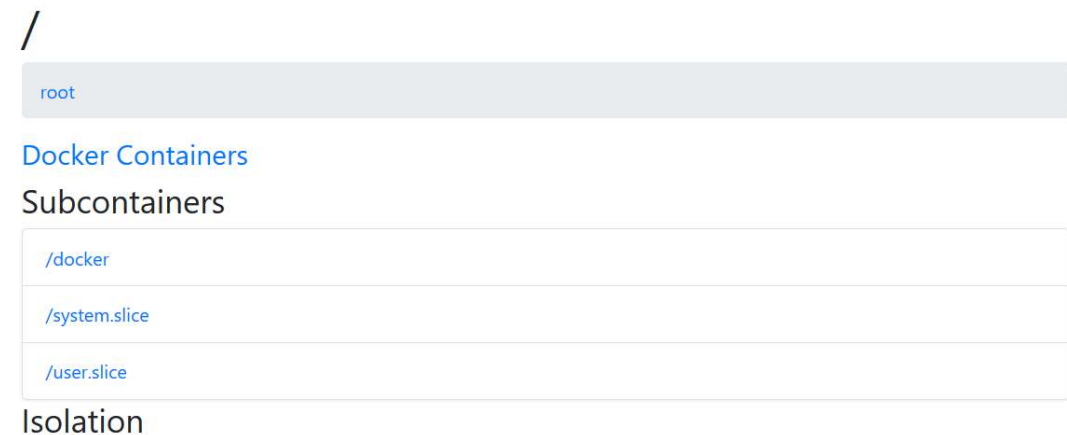 /
root
Docker Containers
Subcontainers
/docker
/system.slice
/user.slice
Isolation